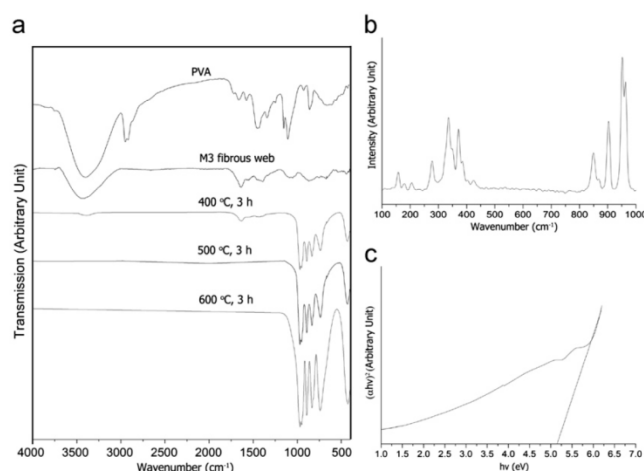 a
PVA
M3 fibrous web
400 °C, 3 h
500 °C, 3 h
600 °C, 3 h
Transmission (Arbitrary Unit)
4000 3500 3000 2500 2000 1500 1000 500
Wavenumber (cm⁻¹)
b
Intensity (Arbitrary Unit)
100 200 300 400 500 600 700 800 900 1000
Wavenumber (cm⁻¹)
c
(αhν)² (Arbitrary Unit)
1.0 1.5 2.0 2.5 3.0 3.5 4.0 4.5 5.0 5.5 6.0 6.5 7.0
hν (eV)